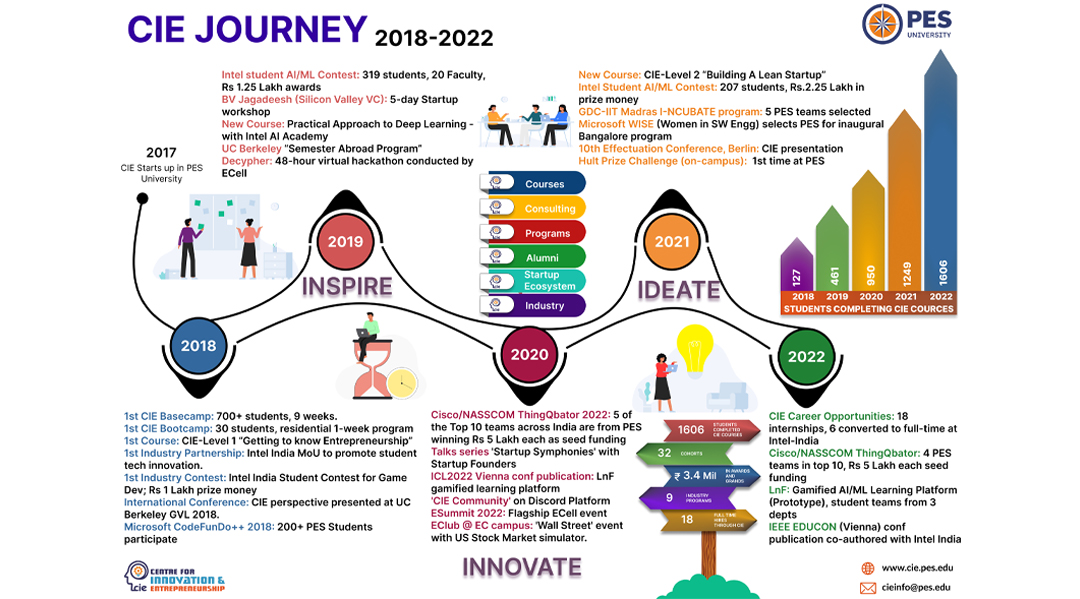 CIE JOURNEY 2018-2022
PES
UNIVERSITY
Intel student AI/ML Contest: 319 students, 20 Faculty,
Rs 1.25 Lakh awards
BV Jagadeesh (Silicon Valley VC): 5-day Startup
workshop
New Course: Practical Approach to Deep Learning -
with Intel AI Academy
UC Berkeley "Semester Abroad Program"
Decypher: 48-hour virtual hackathon conducted by
ECell
New Course: CIE-Level 2 "Building A Lean Startup"
Intel Student AI/ML Contest: 207 students, Rs.2.25 Lakh in
prize money
GDC-IIT Madras I-NCUBATE program: 5 PES teams selected
Microsoft WISE (Women in SW Engg) selects PES for inaugural
Bangalore program
10th Effectuation Conference, Berlin: CIE presentation
Hult Prize Challenge (on-campus): 1st time at PES
2017
CIE Starts up in PES
University
Courses
Consulting
Programs
Alumni
Startup
Ecosystem
Industry
2019
INSPIRE
2021
IDEATE
127
461
950
1249
1606
2018 2019 2020 2021 2022
STUDENTS COMPLETING CIE COURCES
2018
2020
2022
1st CIE Basecamp: 700+ students, 9 weeks.
1st CIE Bootcamp: 30 students, residential 1-week program
1st Course: CIE-Level 1 "Getting to know Entrepreneurship"
1st Industry Partnership: Intel India MoU to promote student
tech innovation.
1st Industry Contest: Intel India Student Contest for Game
Dev; Rs 1 Lakh prize money
International Conference: CIE perspective presented at UC
Berkeley GVL 2018.
Microsoft CodeFunDo++ 2018: 200+ PES Students
participate
Cisco/NASSCOM ThingQbator 2022: 5 of
the Top 10 teams across India are from PES
winning Rs 5 Lakh each as seed funding
Talks series 'Startup Symphonies' with
Startup Founders
ICL2022 Vienna conf publication: LnF
gamified learning platform
'CIE Community' on Discord Platform
ESummit 2022: Flagship ECell event
EClub @ EC campus: 'Wall Street' event
with US Stock Market simulator.
INNOVATE
1606 STUDENTS
COMPLETED
CIE COURSES
32 COHORTS
₹ 3.4 Mil IN AWARDS
AND
GRANDS
9 INDUSTRY
PROGRAMS
18 FULL TIME
HIRES
THROUGH CIE
CIE Career Opportunities: 18
internships, 6 converted to full-time at
Intel-India
Cisco/NASSCOM ThingQbator: 4 PES
teams in top 10, Rs 5 Lakh each seed
funding
LnF: Gamified AI/ML Learning Platform
(Prototype), student teams from 3
depts
IEEE EDUCON (Vienna) conf
publication co-authored with Intel India
cie
CENTRE FOR
INNOVATION &
ENTREPRENEURSHIP
www.cie.pes.edu
cieinfo@pes.edu